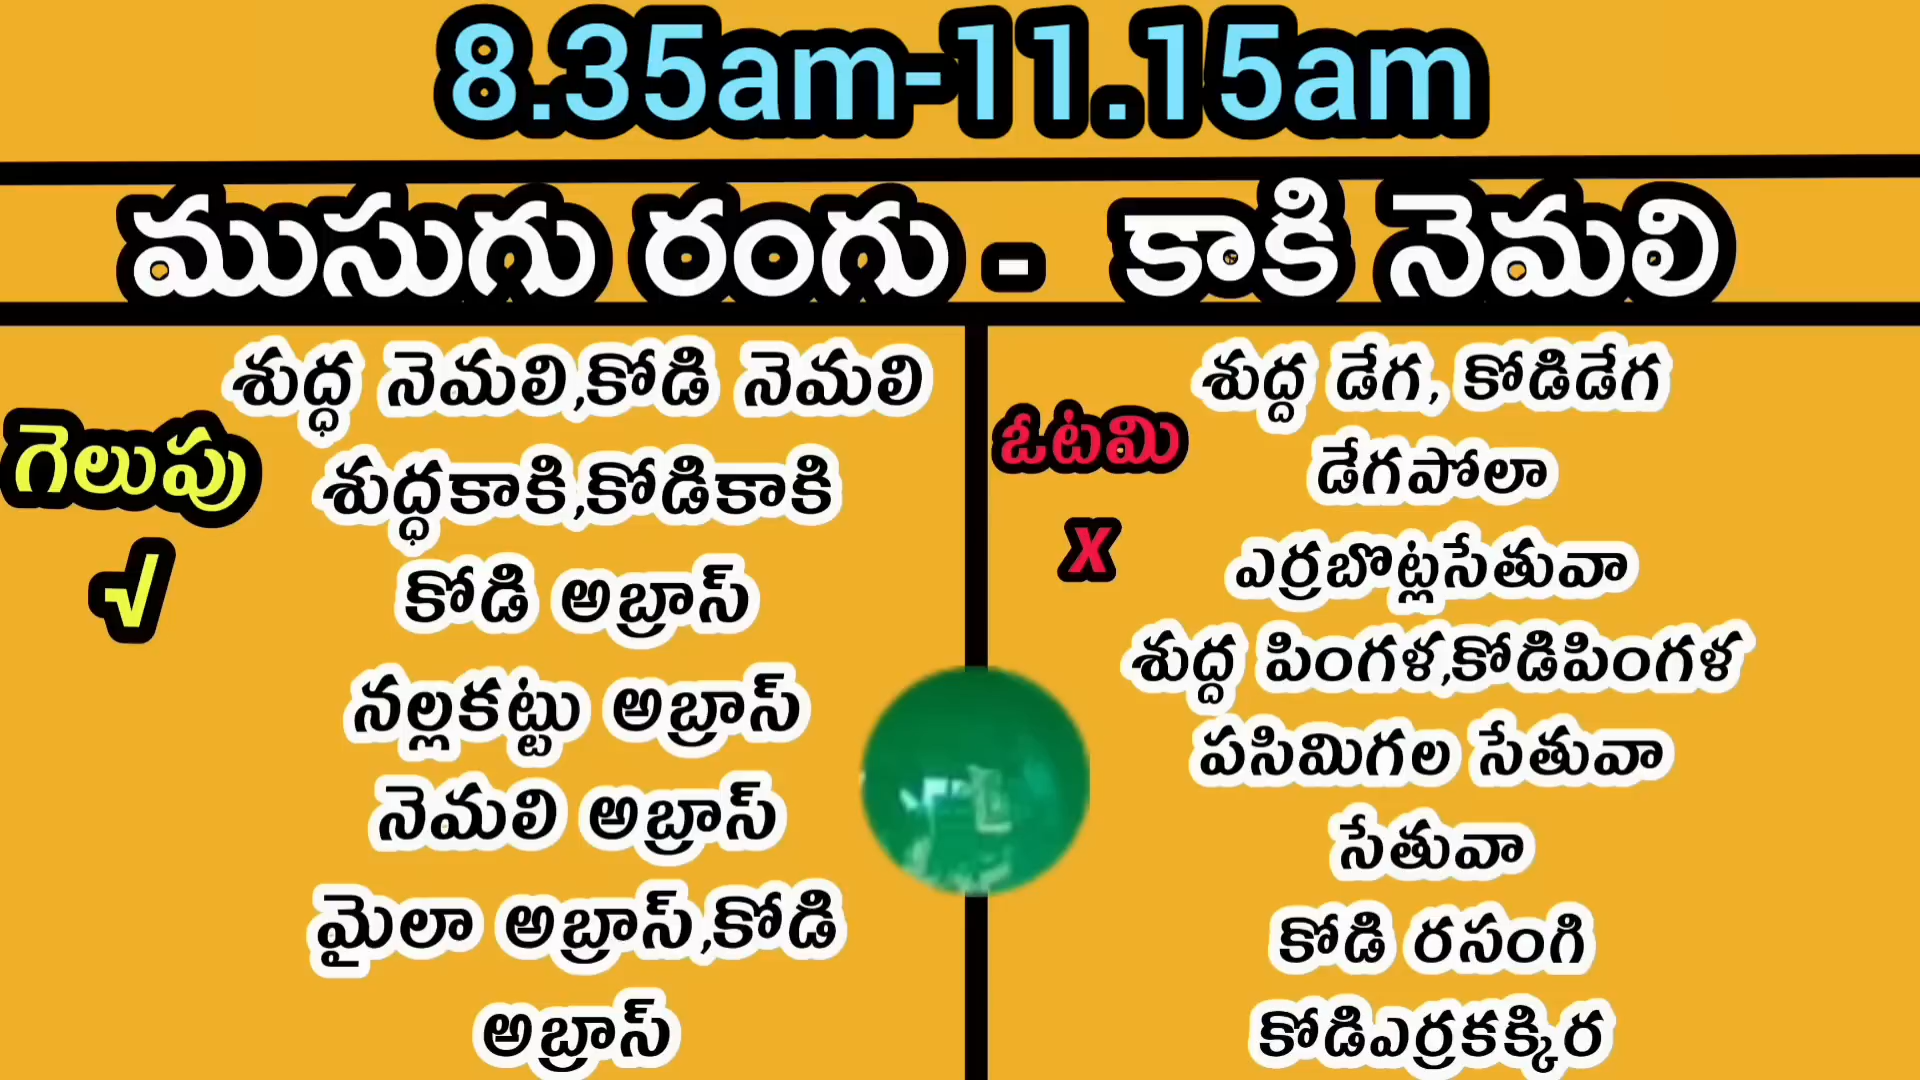 8.35am-11.15am
ముసుగు రంగు - కాకి నెమలి
గెలుపు
√
శుద్ధ నెమలి,కోడి నెమలి
శుద్ధకాకి,కోడికాకి
కోడి అబ్రాస్
నల్లకట్టు అబ్రాస్
నెమలి అబ్రాస్
మైలా అబ్రాస్,కోడి
అబ్రాస్
ఓటమి
x
శుద్ద డేగ, కోడిడేగ
డేగపోలా
ఎర్రబొట్లసేతువా
శుద్ద పింగళ,కోడిపింగళ
పసిమిగల సేతువా
సేతువా
కోడి రసంగి
కోడిఎర్రకక్కిర